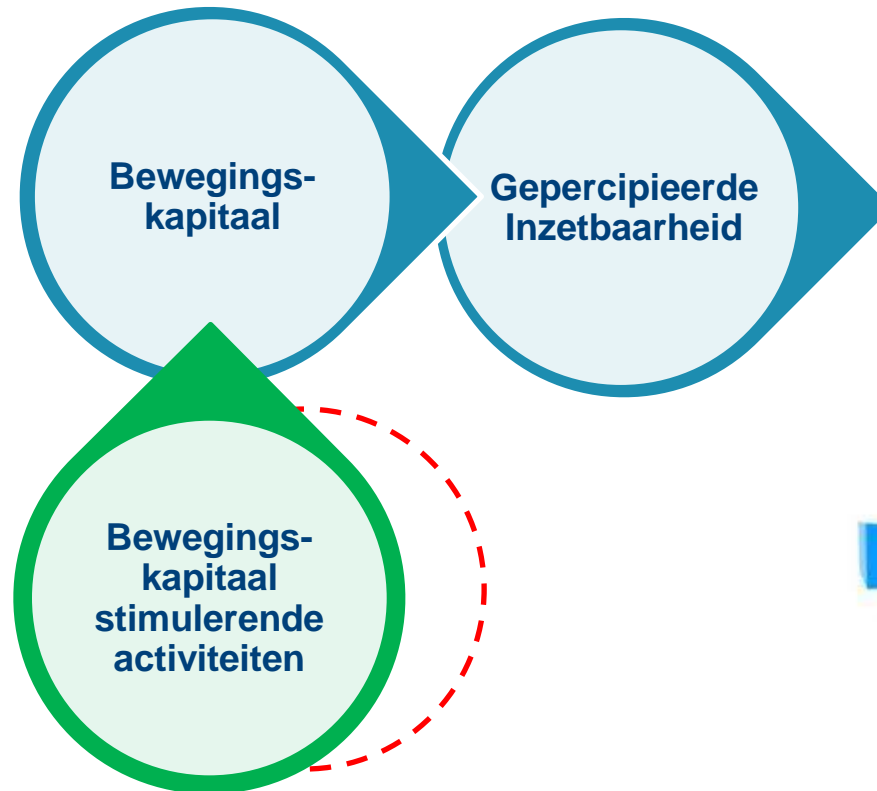 Bewegings-
kapitaal
Gepercipieerde
Inzetbaarheid
Bewegings-
kapitaal
stimulerende
activiteiten